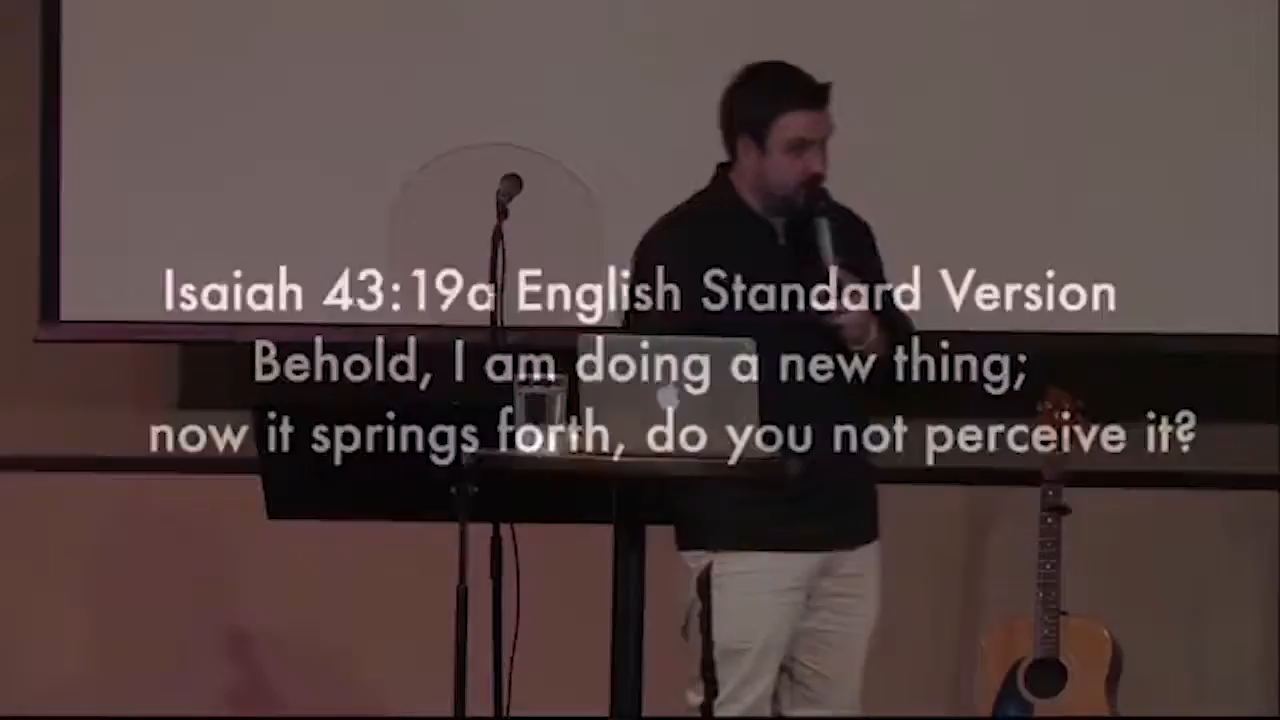 Isaiah 43:19a English Standard Version
Behold, I am doing a new thing;
now it springs forth, do you not perceive it?